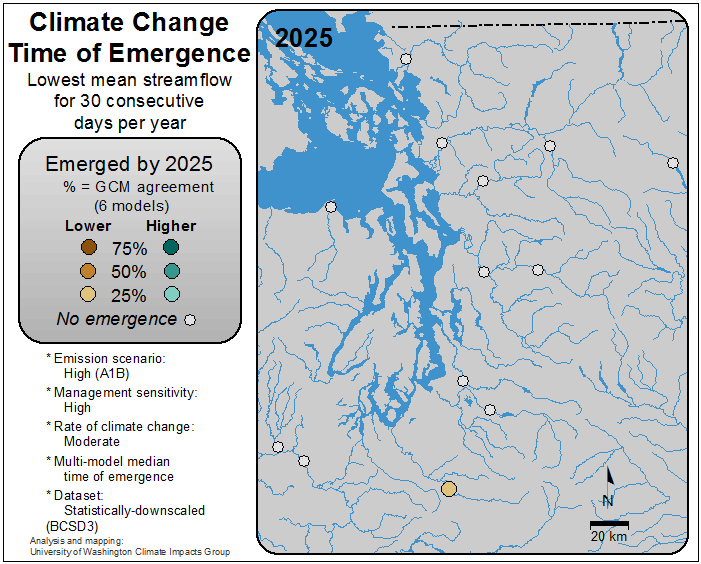 Climate Change
Time of Emergence
Lowest mean streamflow
for 30 consecutive
days per year
Emerged by 2025
% = GCM agreement
(6 models)
Lower Higher
75%
50%
25%
No emergence
* Emission scenario:
High (A1B)
* Management sensitivity:
High
* Rate of climate change:
Moderate
* Multi-model median
time of emergence
* Dataset:
Statistically-downscaled
(BCSD3)
Analysis and mapping:
University of Washington Climate Impacts Group
2025
N
20 km